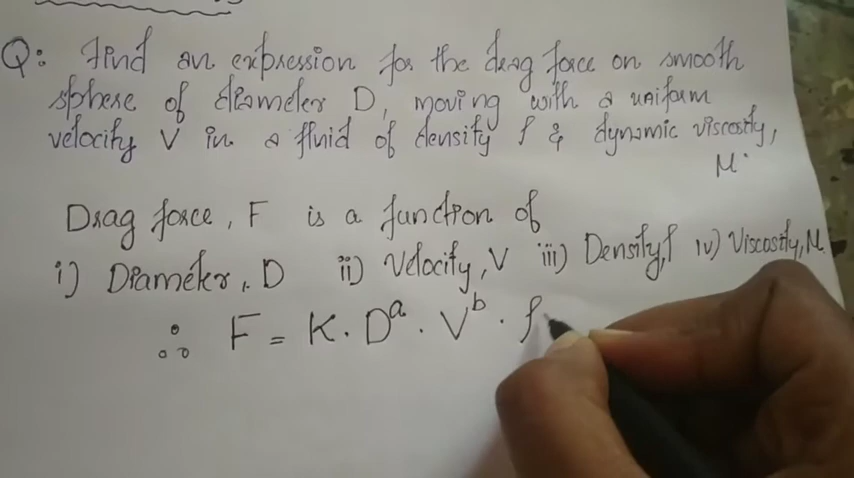 Q: Find an expression for the drag force on smooth
sphere of diameter D, moving with a uniform
velocity V in a fluid of density ρ & dynamic viscosity,
μ.
Drag force, F is a function of
i) Diameter, D ii) Velocity, V iii) Density, ρ iv) Viscosity, μ
∴ F = K . D^a . V^b . ρ